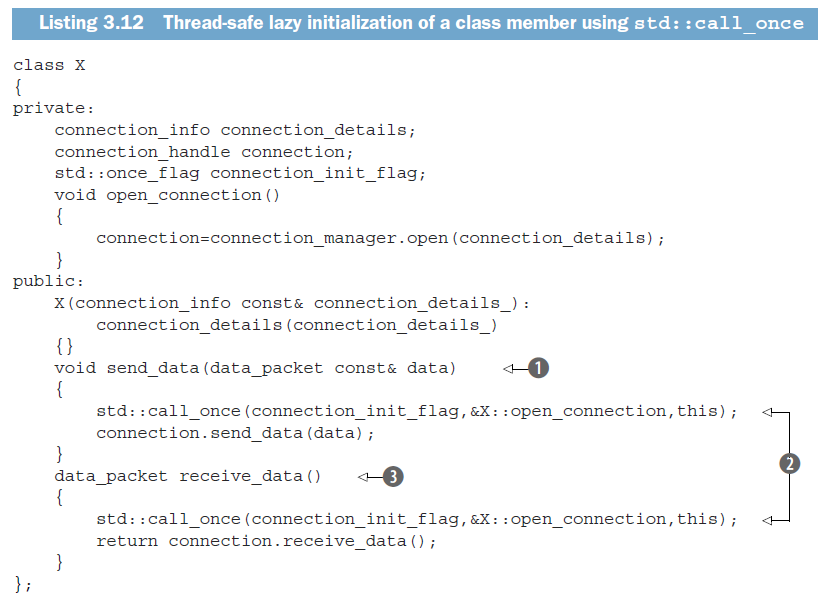 Listing 3.12 Thread-safe lazy initialization of a class member using std::call_once
class X
{
private:
    connection_info connection_details;
    connection_handle connection;
    std::once_flag connection_init_flag;
    void open_connection()
    {
        connection=connection_manager.open(connection_details);
    }
public:
    X(connection_info const& connection_details_):
        connection_details(connection_details_)
    {}
    void send_data(data_packet const& data) 1
    {
        std::call_once(connection_init_flag,&X::open_connection,this);
        connection.send_data(data);
    }
2
    data_packet receive_data() 3
    {
        std::call_once(connection_init_flag,&X::open_connection,this);
        return connection.receive_data();
    }
};